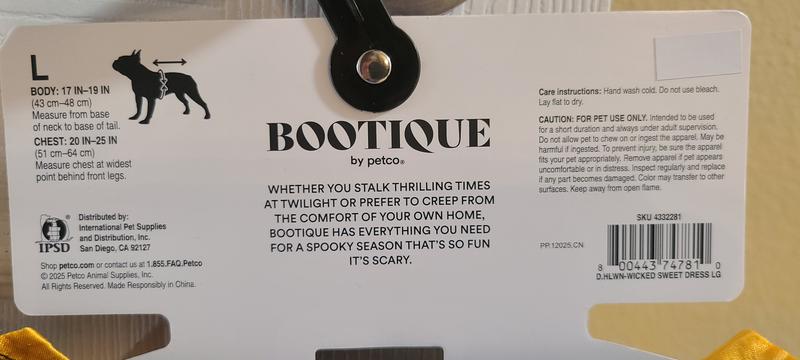 L
BODY: 17 IN–19 IN
(43 cm–48 cm)
Measure from base
of neck to base of tail.
CHEST: 20 IN–25 IN
(51 cm–64 cm)
Measure chest at widest
point behind front legs.
IPSD
Distributed by:
International Pet Supplies
and Distribution, Inc.
San Diego, CA 92127
Shop petco.com or contact us at 1.855.FAQ.Petco
© 2025 Petco Animal Supplies, Inc.
All Rights Reserved. Made Responsibly in China.
BOOTIQUE
by petco®
WHETHER YOU STALK THRILLING TIMES
AT TWILIGHT OR PREFER TO CREEP FROM
THE COMFORT OF YOUR OWN HOME,
BOOTIQUE HAS EVERYTHING YOU NEED
FOR A SPOOKY SEASON THAT'S SO FUN
IT'S SCARY.
Care instructions: Hand wash cold. Do not use bleach.
Lay flat to dry.
CAUTION: FOR PET USE ONLY. Intended to be used
for a short duration and always under adult supervision.
Do not allow pet to chew on or ingest the apparel. May be
harmful if ingested. To prevent injury, be sure the apparel
fits your pet appropriately. Remove apparel if pet appears
uncomfortable or in distress. Inspect regularly and replace
if any part becomes damaged. Color may transfer to other
surfaces. Keep away from open flame.
PP.12025.CN
SKU 4332281
8 00443 74781 0
D.HLWN-WICKED SWEET DRESS LG